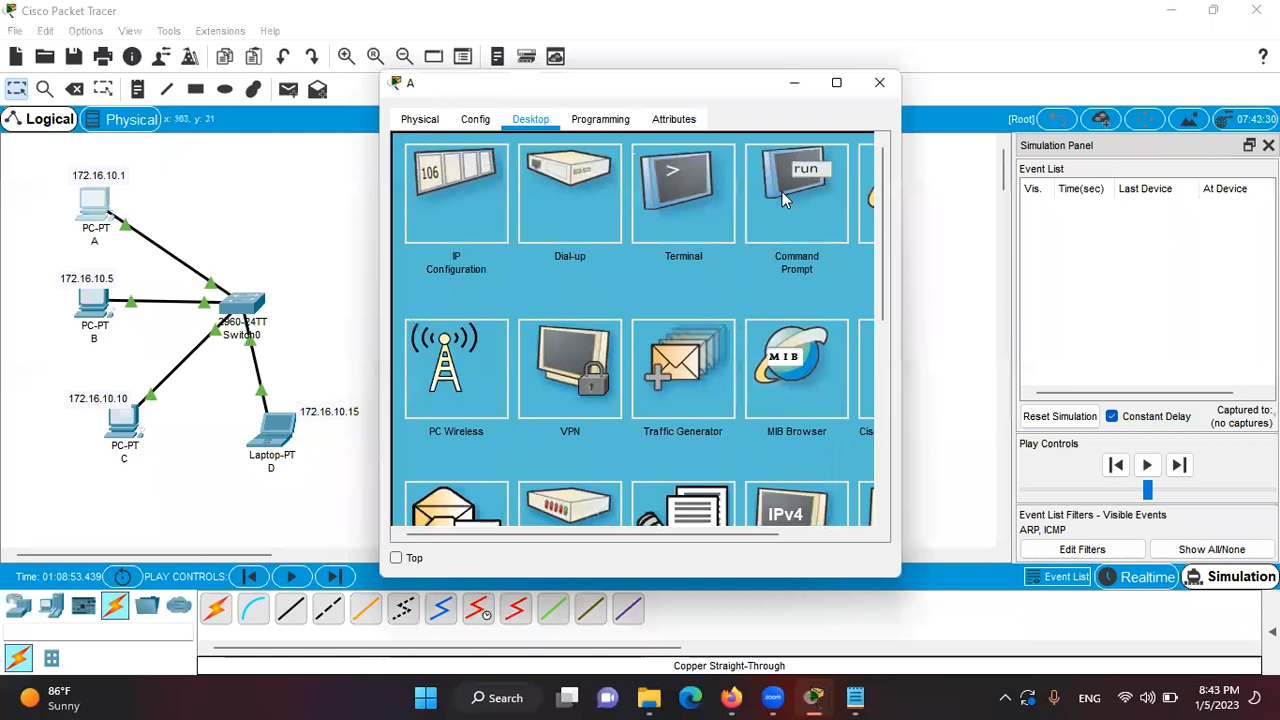 Cisco Packet Tracer
File Edit Options View Tools Extensions Help
Logical Physical x: 363, y: 31
[Root] 07:43:30
A
Physical Config Desktop Programming Attributes
106
>
run
IP
Configuration
Dial-up
Terminal
Command
Prompt
MIB
PC Wireless
VPN
Traffic Generator
MIB Browser
Cis
IPv4
Top
172.16.10.1
PC-PT
A
172.16.10.5
PC-PT
B
2960-24TT
Switch0
172.16.10.10
PC-PT
C
172.16.10.15
Laptop-PT
D
Simulation Panel
Event List
Vis. Time(sec) Last Device At Device
Reset Simulation Constant Delay Captured to:
(no captures)
Play Controls
Event List Filters - Visible Events
ARP, ICMP
Edit Filters Show All/None
Time: 01:08:53.439 PLAY CONTROLS: Event List Realtime Simulation
Copper Straight-Through
86°F
Sunny
Search
zoom
ENG
8:43 PM
1/5/2023